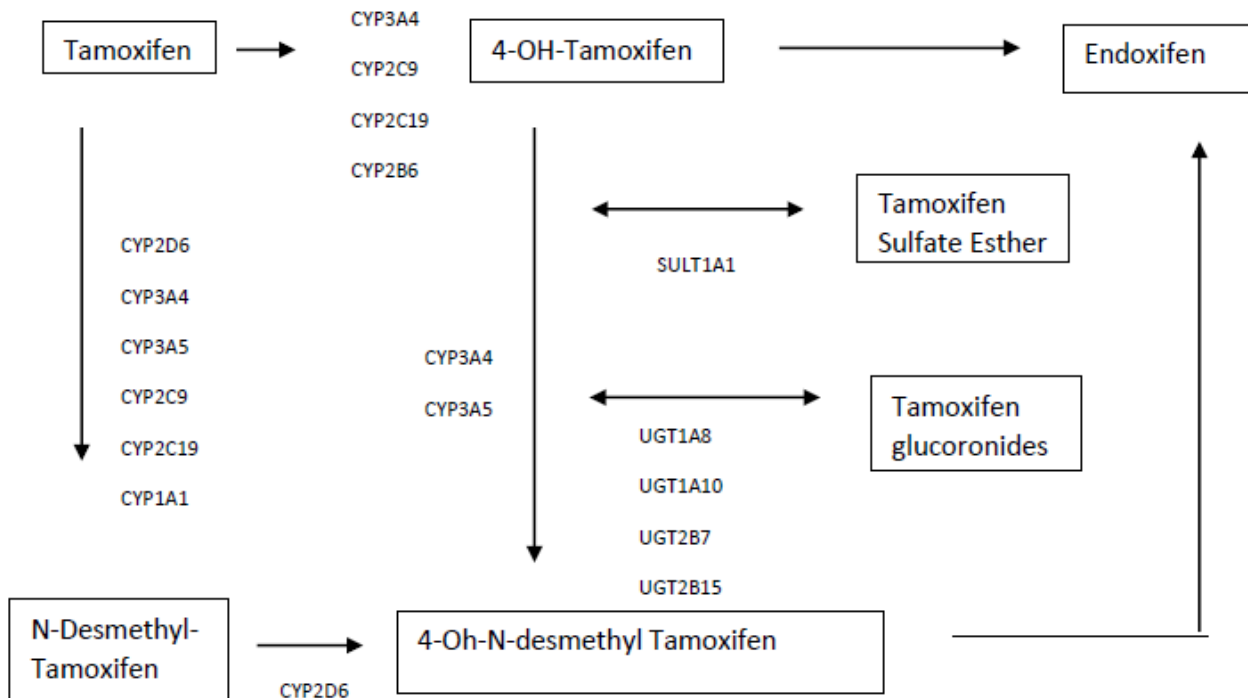 CYP3A4
Tamoxifen
4-OH-Tamoxifen
Endoxifen
CYP2C9
CYP2C19
CYP2B6
Tamoxifen
Sulfate Esther
SULT1A1
CYP2D6
CYP3A4
CYP3A5
CYP2C9
CYP2C19
CYP1A1
CYP3A4
CYP3A5
Tamoxifen
glucoronides
UGT1A8
UGT1A10
UGT2B7
UGT2B15
N-Desmethyl-
Tamoxifen
CYP2D6
4-Oh-N-desmethyl Tamoxifen